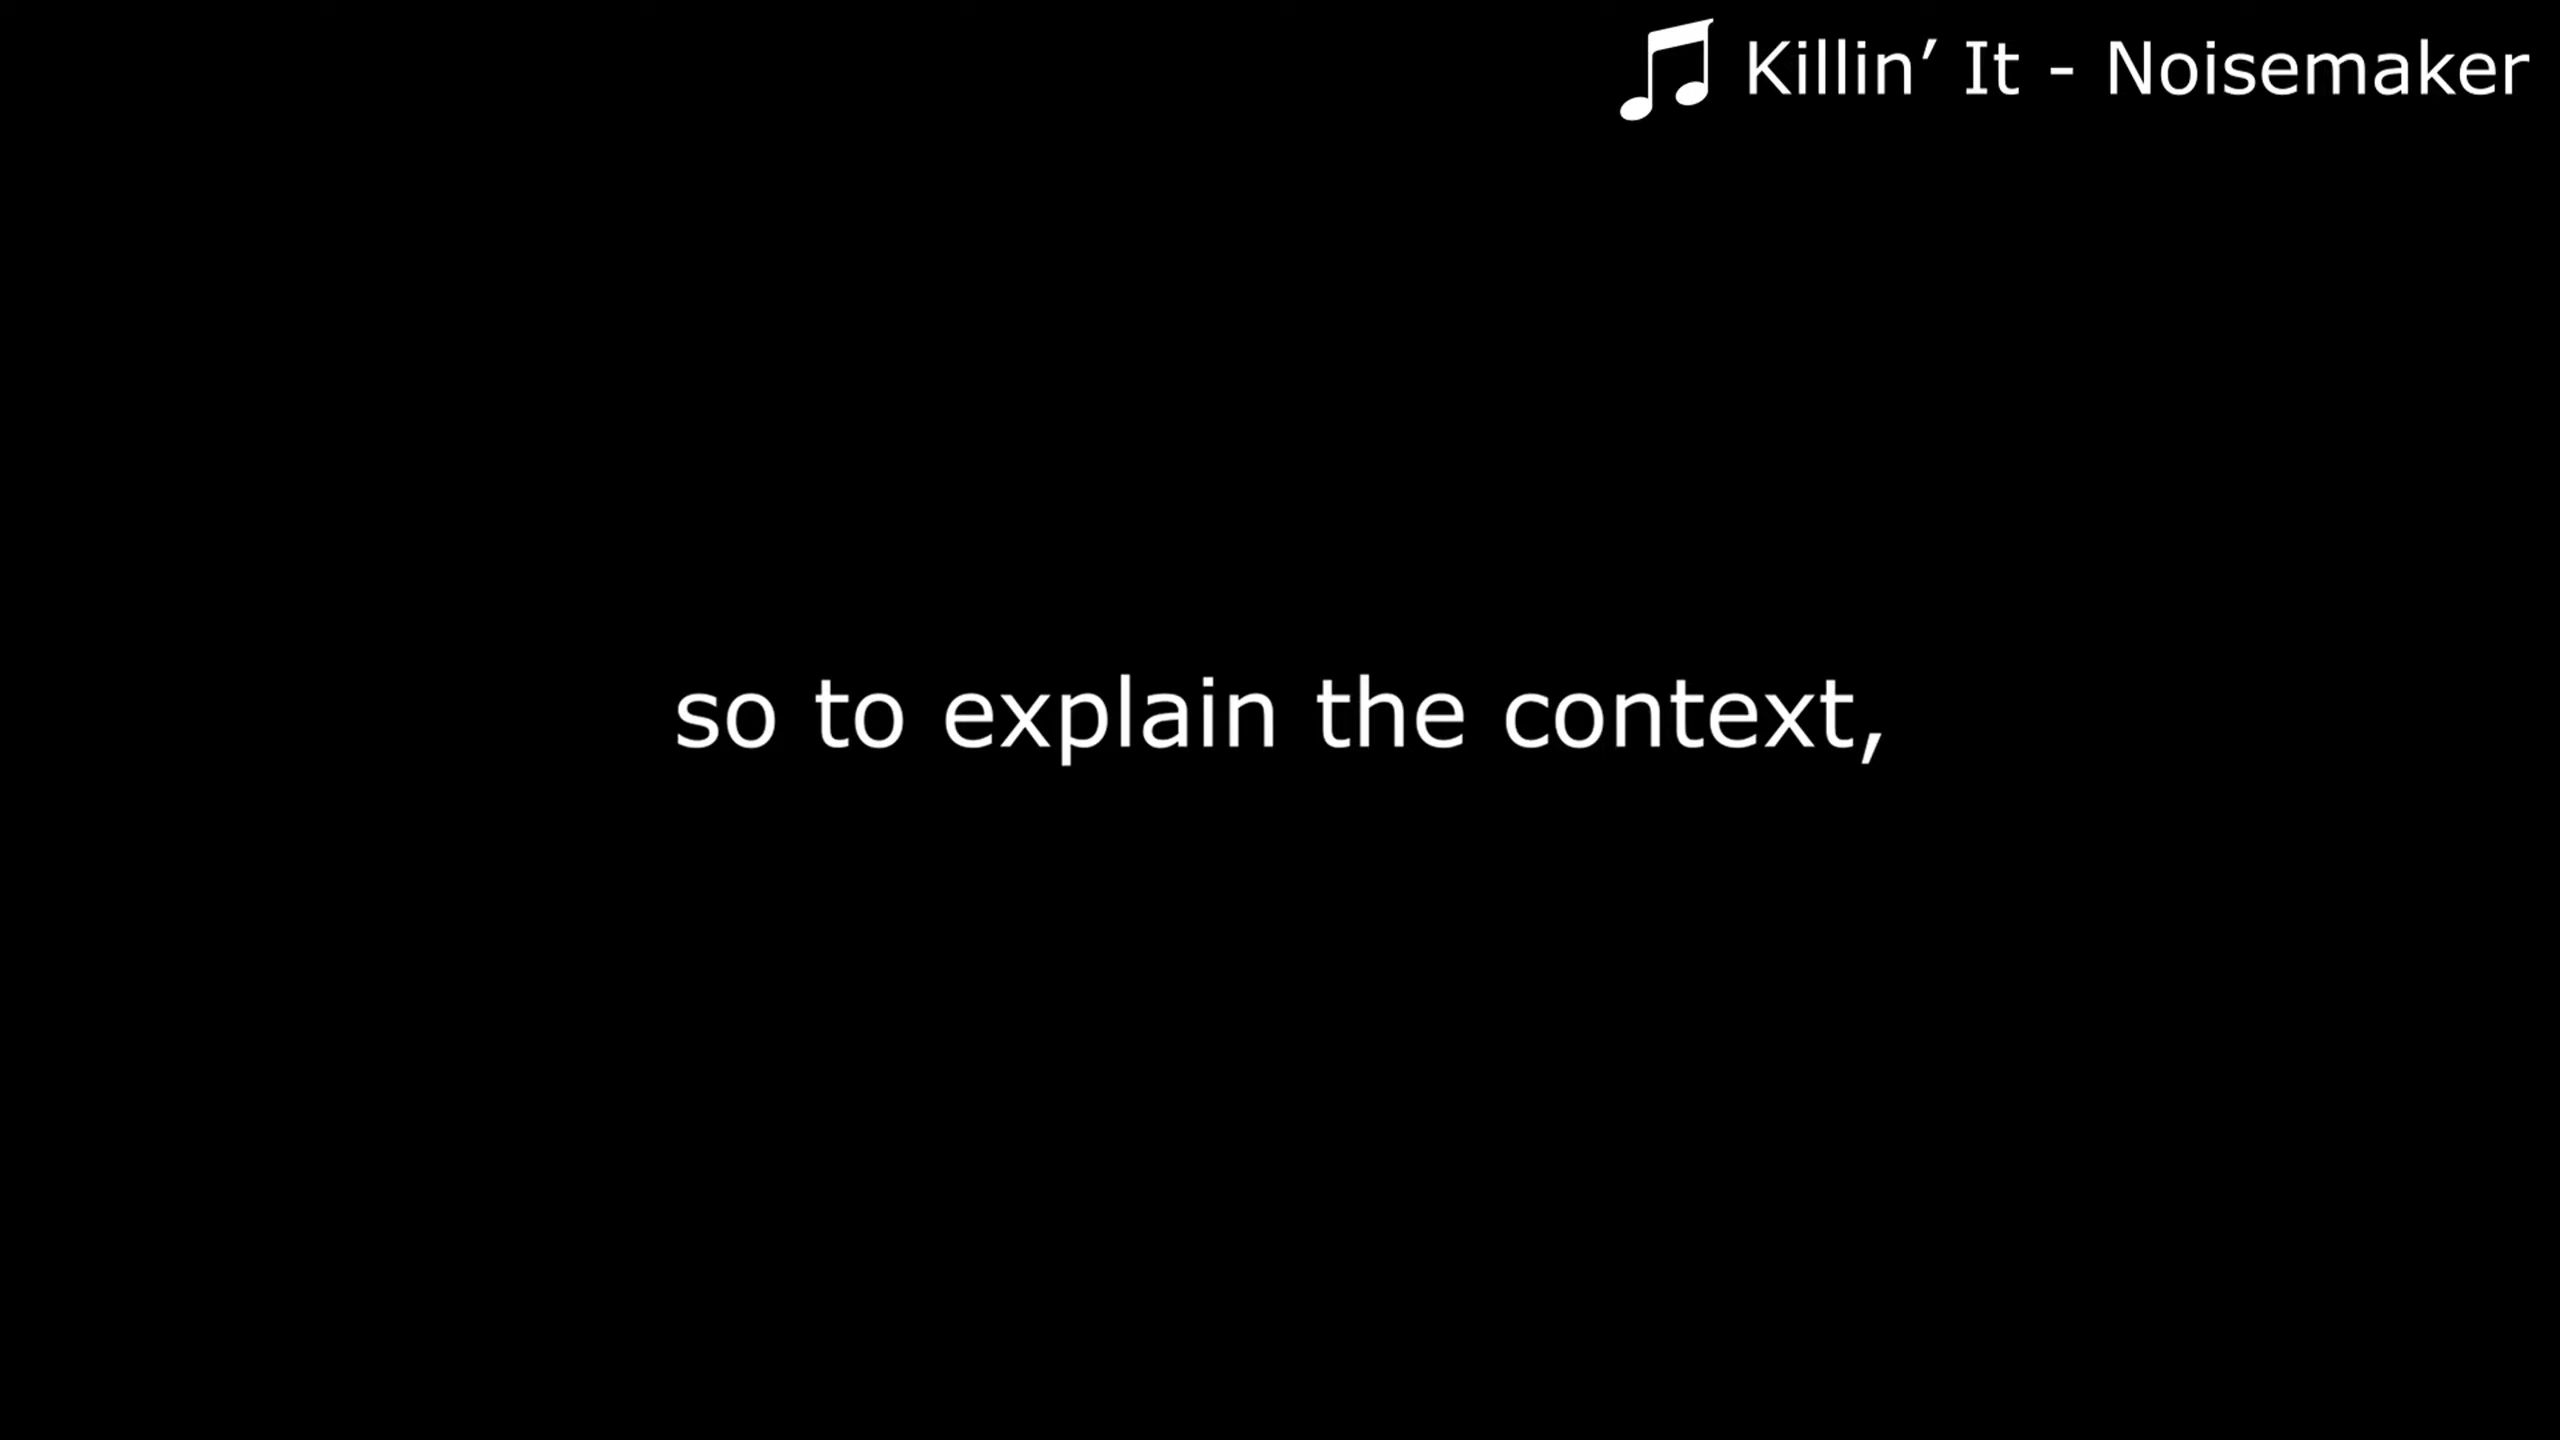 Killin’ It - Noisemaker
so to explain the context,